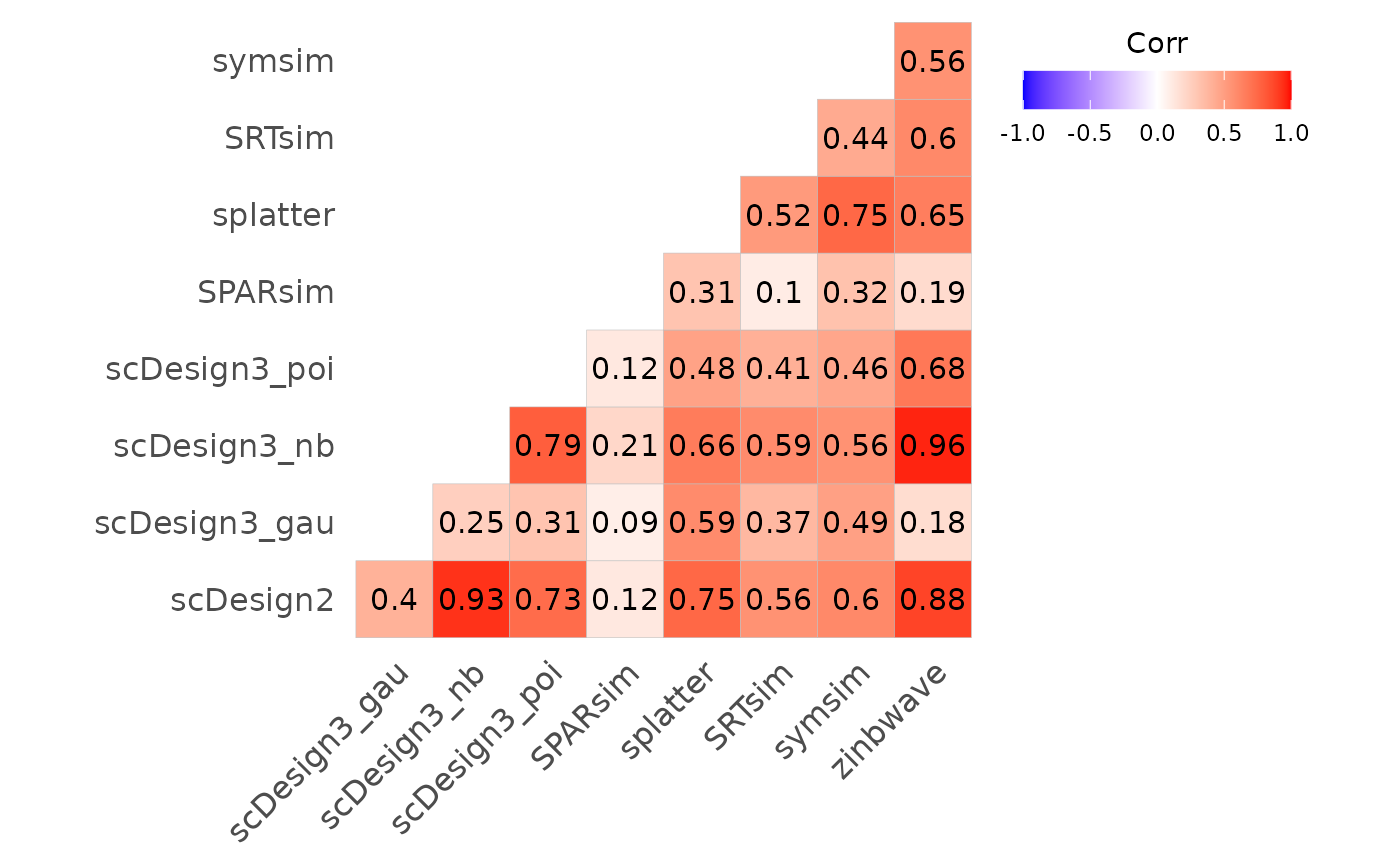 symsim 0.56
SRTsim 0.44 0.6
splatter 0.52 0.75 0.65
SPARsim 0.31 0.1 0.32 0.19
scDesign3_poi 0.12 0.48 0.41 0.46 0.68
scDesign3_nb 0.79 0.21 0.66 0.59 0.56 0.96
scDesign3_gau 0.25 0.31 0.09 0.59 0.37 0.49 0.18
scDesign2 0.4 0.93 0.73 0.12 0.75 0.56 0.6 0.88
scDesign3_gau
scDesign3_nb
scDesign3_poi
SPARsim
splatter
SRTsim
symsim
zinbwave
Corr
-1.0 -0.5 0.0 0.5 1.0